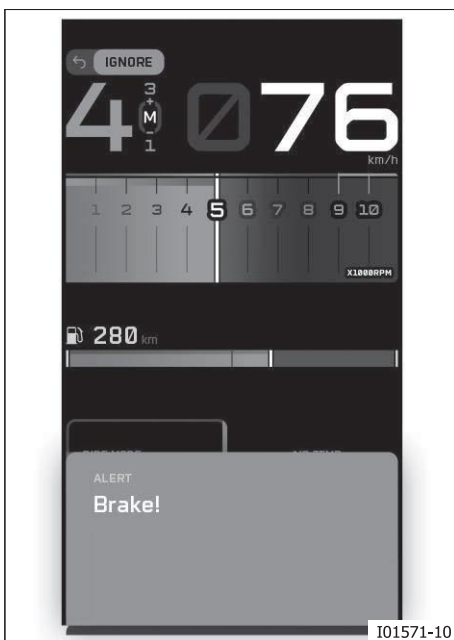 IGNORE
4 3 + M - 1 076
km/h
1 2 3 4 5 6 7 8 9 10
X1000RPM
280 km
ALERT
Brake!
I01571-10